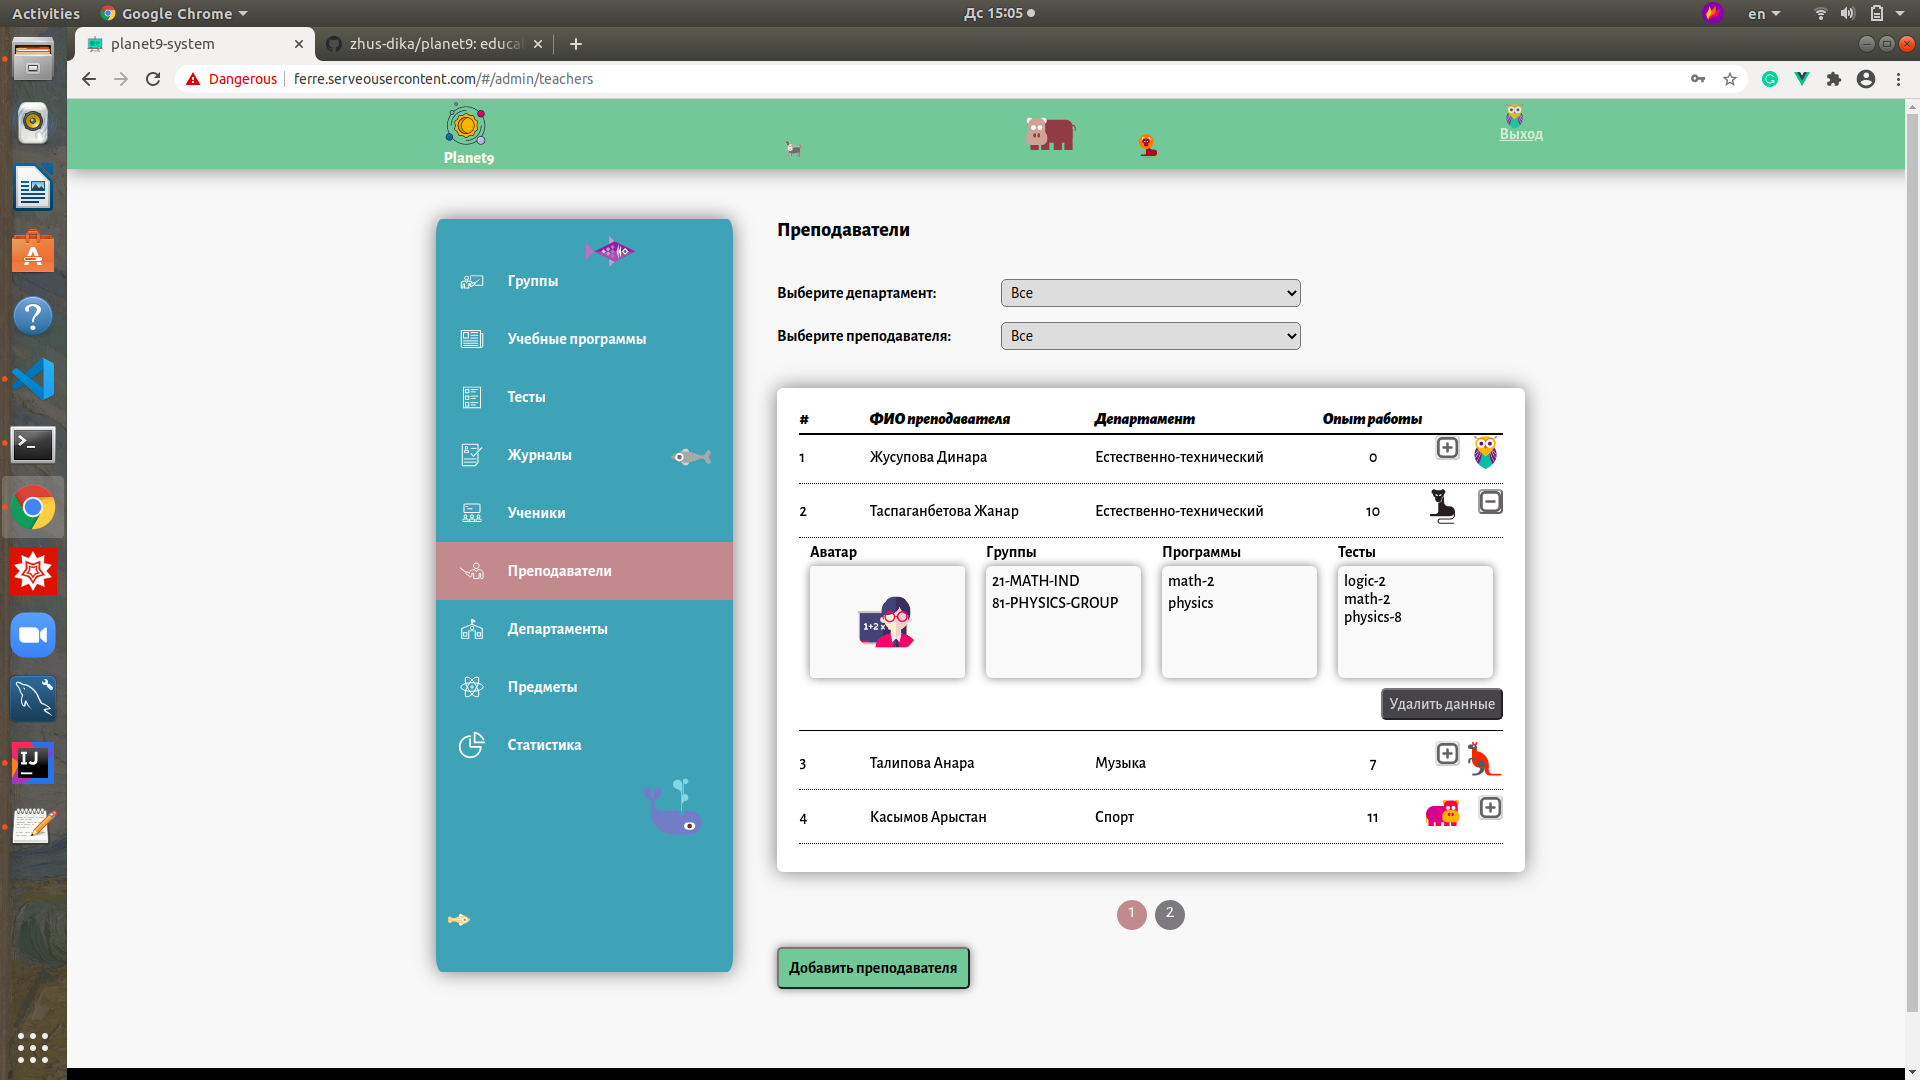 Activities
Google Chrome
Дс 15:05
en
planet9-system
zhus-dika/planet9: educa
Dangerous
ferre.serveousercontent.com/#/admin/teachers
Planet9
Выход
Группы
Учебные программы
Тесты
Журналы
Ученики
Преподаватели
Департаменты
Предметы
Статистика
Преподаватели
Выберите департамент: Все
Выберите преподавателя: Все
# ФИО преподавателя Департамент Опыт работы
1 Жусупова Динара Естественно-технический 0
2 Таспаганбетова Жанар Естественно-технический 10
Аватар Группы Программы Тесты
1+2 x
21-MATH-IND
81-PHYSICS-GROUP
math-2
physics
logic-2
math-2
physics-8
Удалить данные
3 Талипова Анара Музыка 7
4 Касымов Арыстан Спорт 11
1 2
Добавить преподавателя